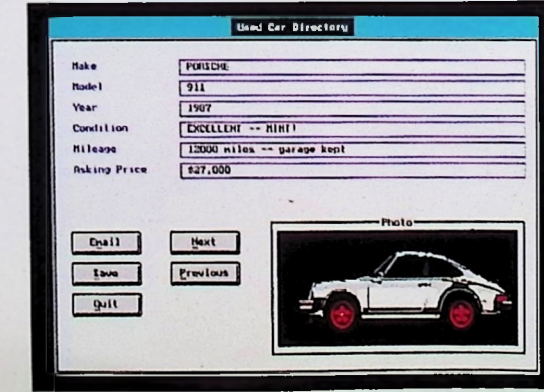 Used Car Directory
Make PORSCHE
Model 911
Year 1987
Condition EXCELLENT -- MINT!
Mileage 12000 miles -- garage kept
Asking Price $27,000
Photo
Email Next
Save Previous
Quit